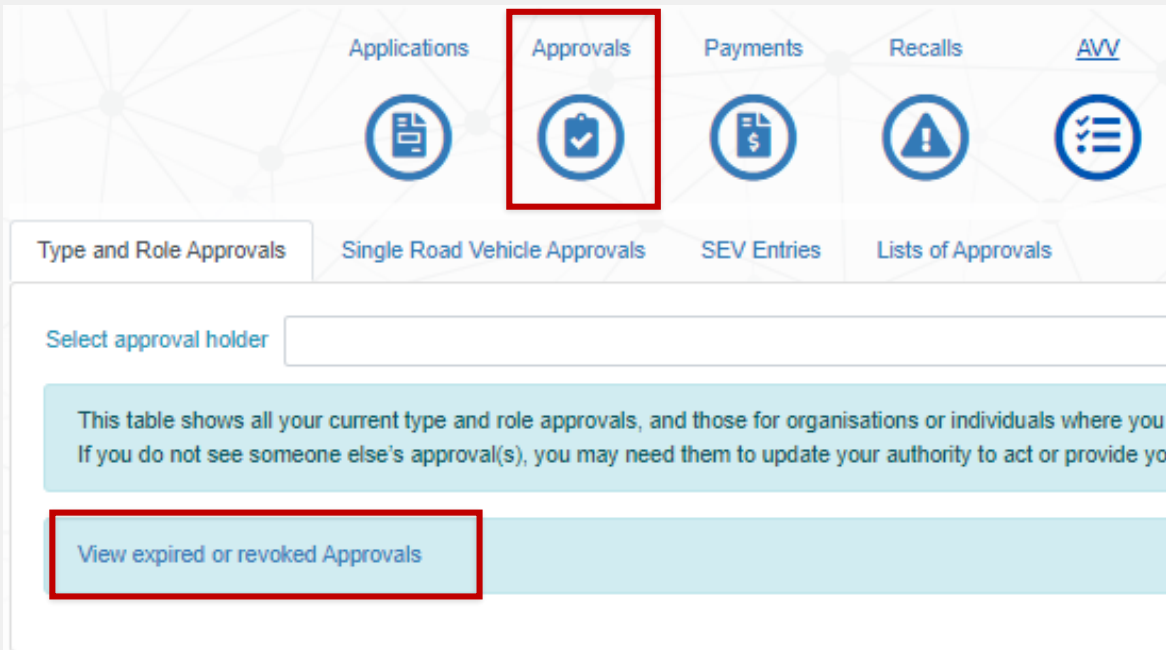 Applications Approvals Payments Recalls AVV
Type and Role Approvals Single Road Vehicle Approvals SEV Entries Lists of Approvals
Select approval holder
This table shows all your current type and role approvals, and those for organisations or individuals where you
If you do not see someone else's approval(s), you may need them to update your authority to act or provide yo
View expired or revoked Approvals